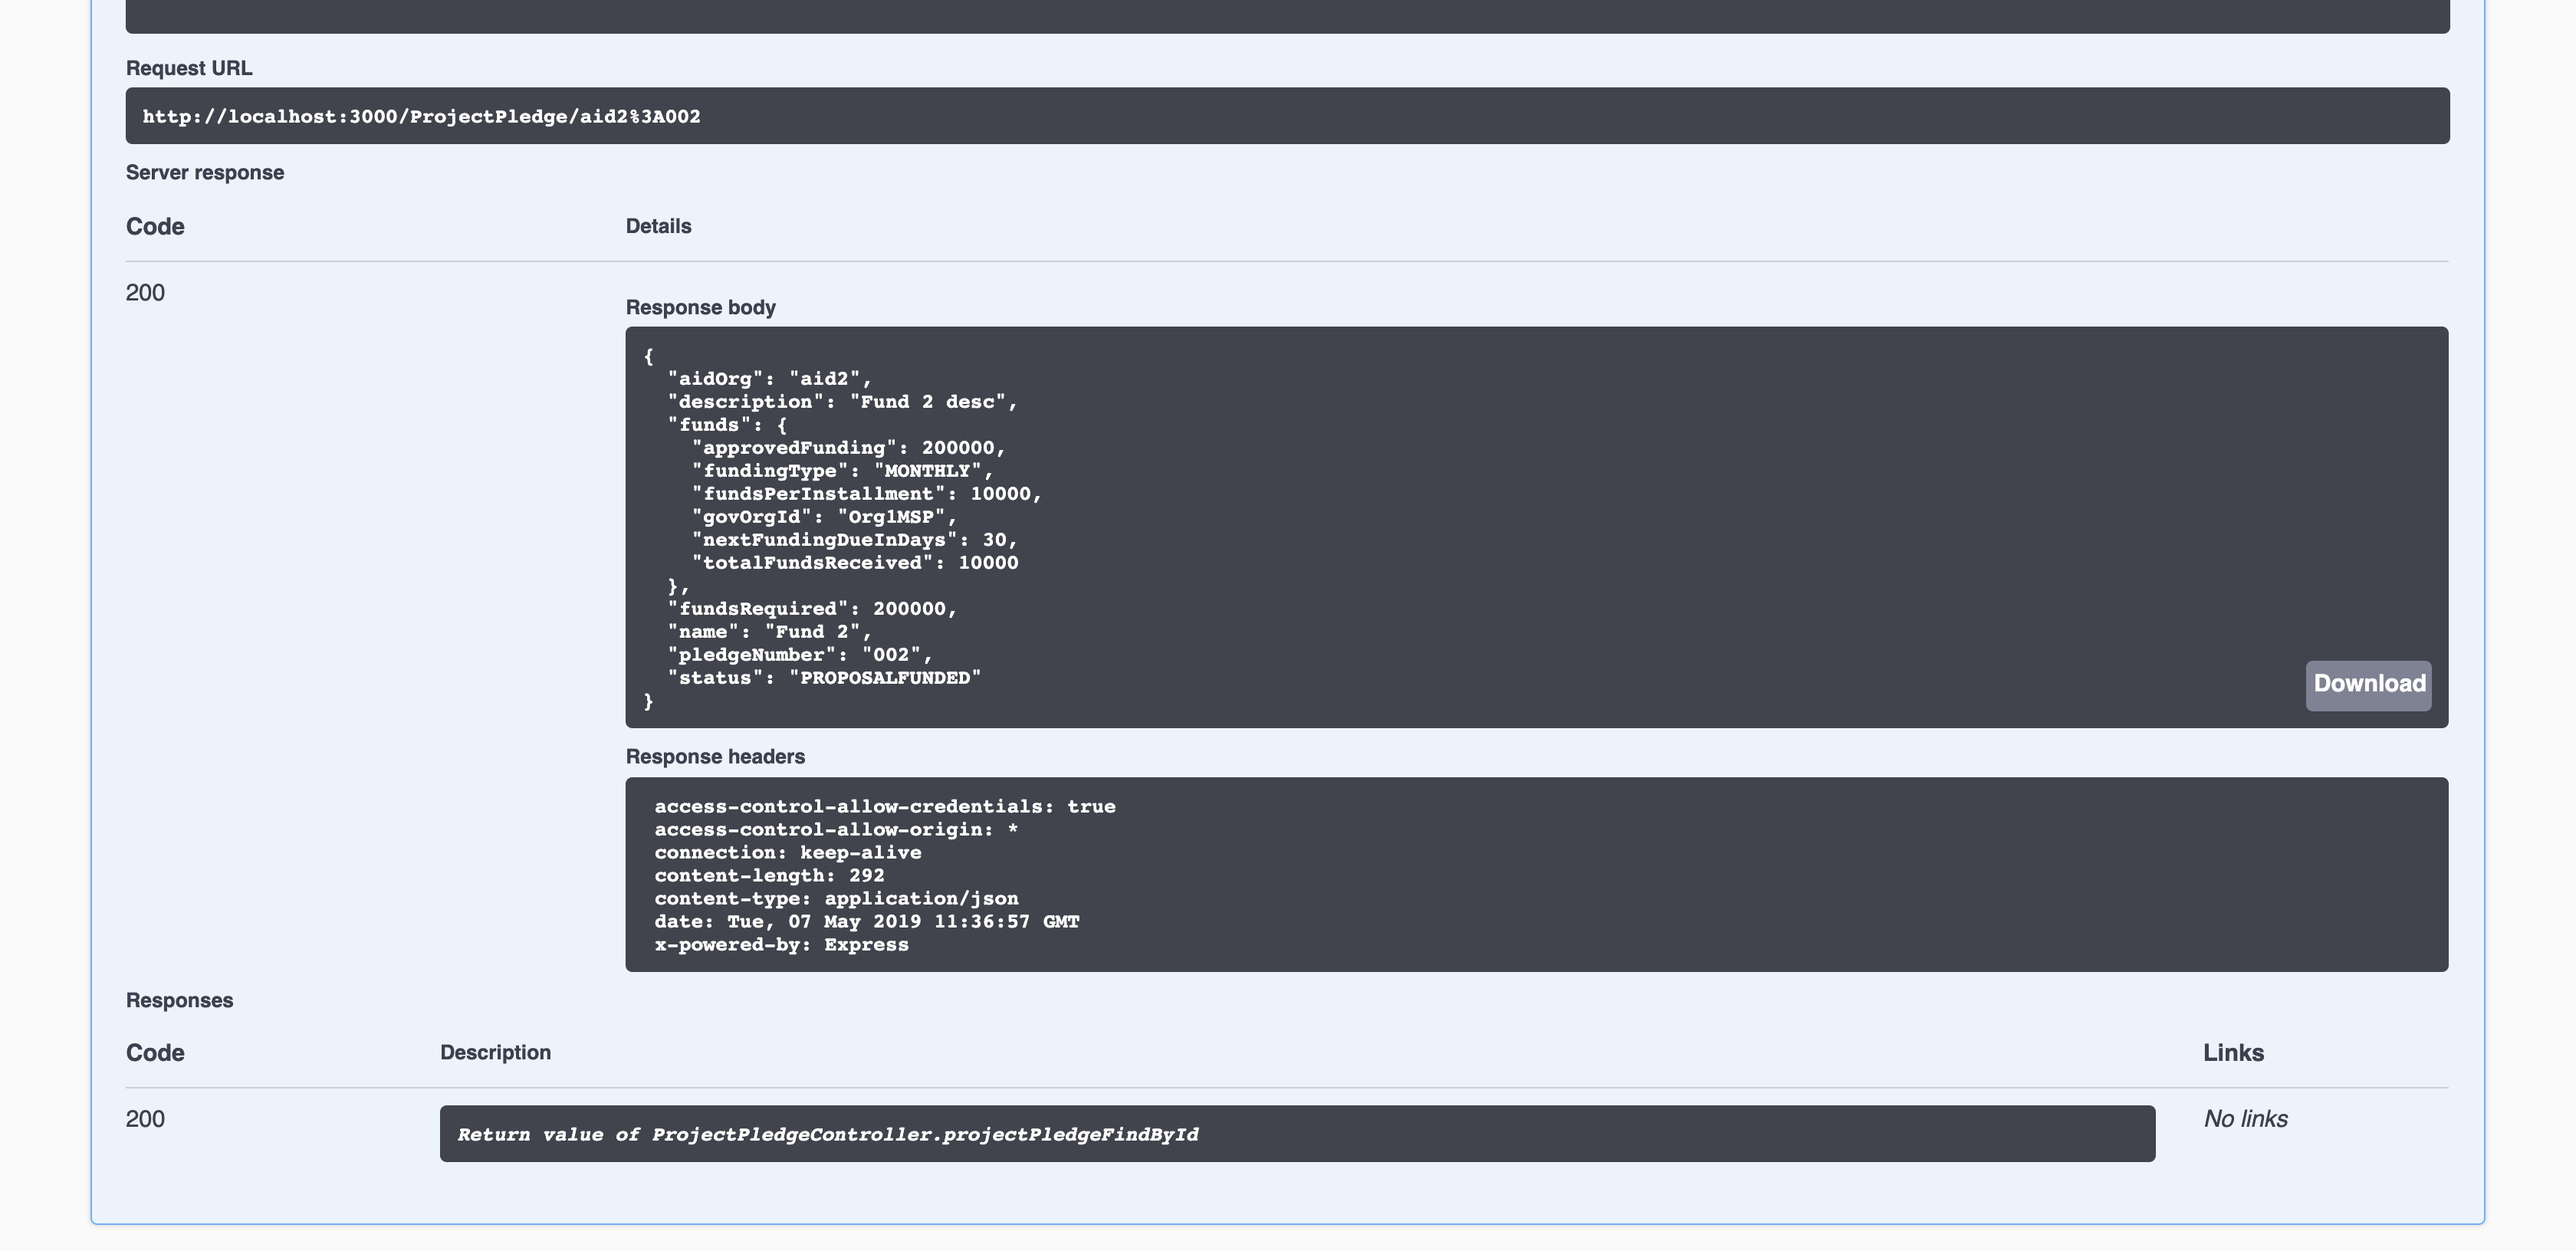 Request URL
http://localhost:3000/ProjectPledge/aid2%3A002
Server response
Code Details
200
Response body
{
  "aidOrg": "aid2",
  "description": "Fund 2 desc",
  "funds": {
    "approvedFunding": 200000,
    "fundingType": "MONTHLY",
    "fundsPerInstallment": 10000,
    "govOrgId": "Org1MSP",
    "nextFundingDueInDays": 30,
    "totalFundsReceived": 10000
  },
  "fundsRequired": 200000,
  "name": "Fund 2",
  "pledgeNumber": "002",
  "status": "PROPOSALFUNDED"
}
Download
Response headers
access-control-allow-credentials: true
access-control-allow-origin: *
connection: keep-alive
content-length: 292
content-type: application/json
date: Tue, 07 May 2019 11:36:57 GMT
x-powered-by: Express
Responses
Code Description Links
200 Return value of ProjectPledgeController.projectPledgeFindById No links